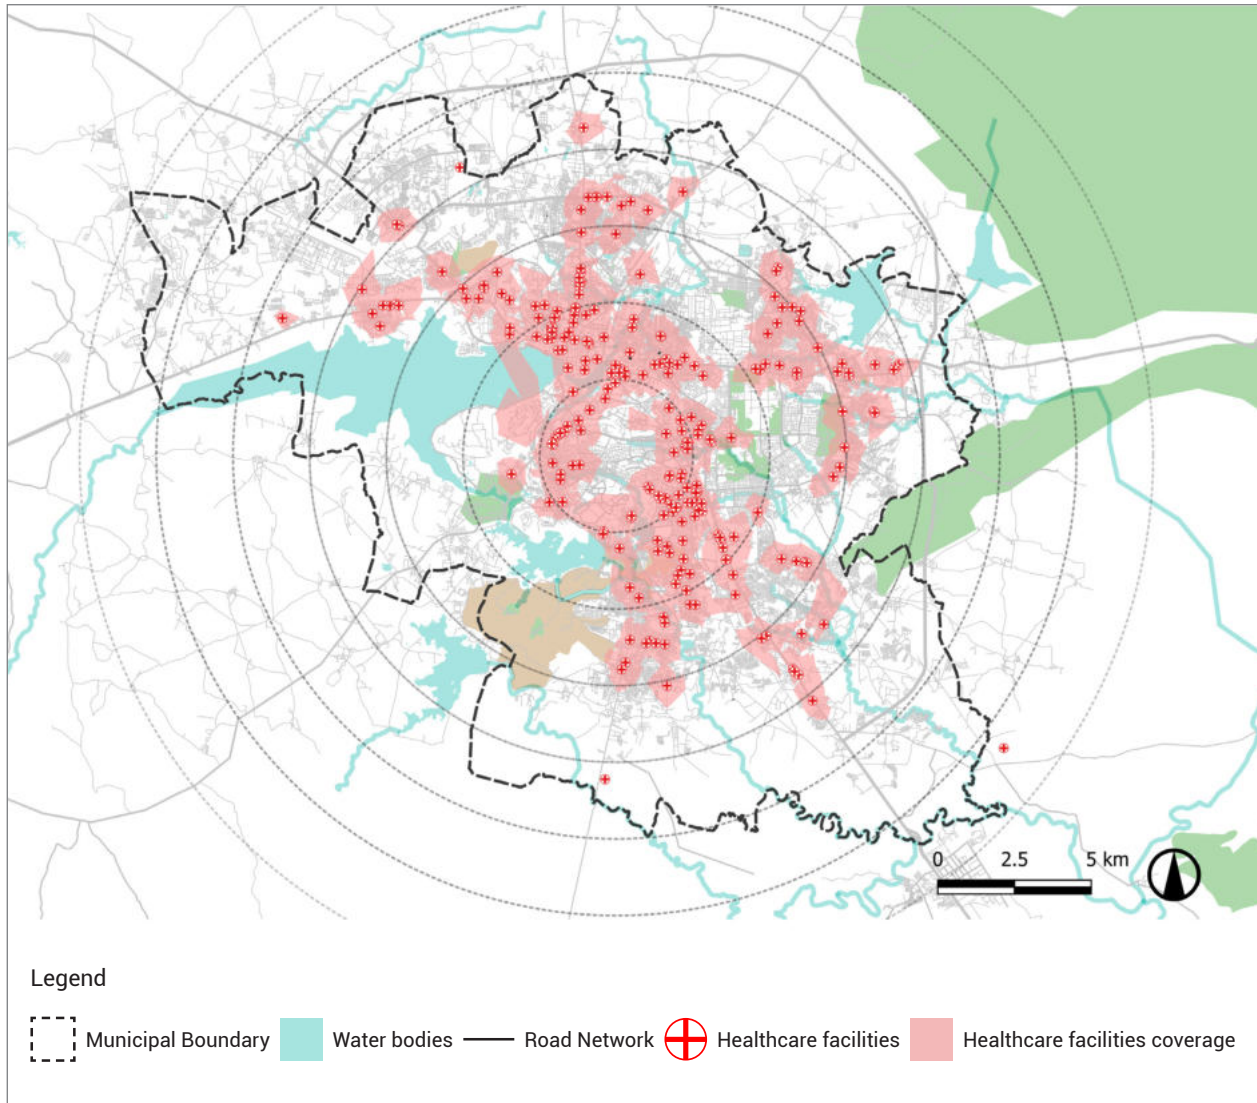 0 2.5 5 km
Legend
Municipal Boundary Water bodies Road Network Healthcare facilities Healthcare facilities coverage